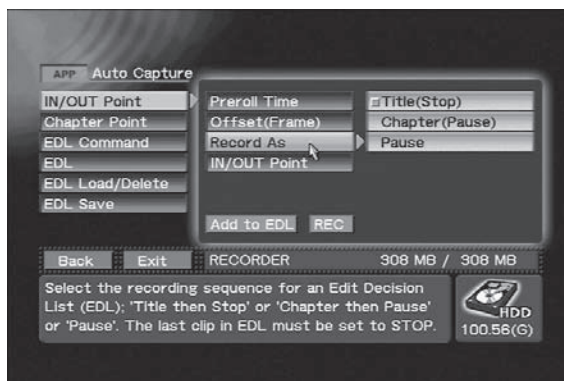 APP Auto Capture
IN/OUT Point
Chapter Point
EDL Command
EDL
EDL Load/Delete
EDL Save
Preroll Time
Offset(Frame)
Record As
IN/OUT Point
Add to EDL REC
Title(Stop)
Chapter(Pause)
Pause
Back Exit RECORDER 308 MB / 308 MB
Select the recording sequence for an Edit Decision
List (EDL); 'Title then Stop' or 'Chapter then Pause'
or 'Pause'. The last clip in EDL must be set to STOP.
HDD
100.56(G)